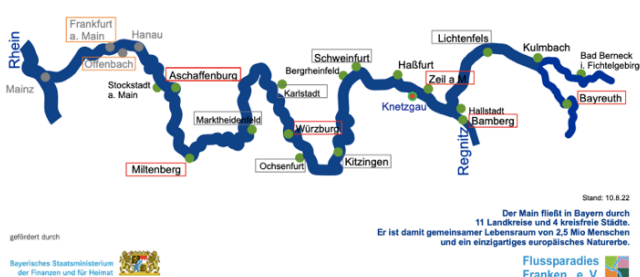 Rhein
Mainz
Frankfurt
a. Main
Offenbach
Hanau
Stockstadt
a. Main
Aschaffenburg
Miltenberg
Marktheidenfeld
Karlstadt
Würzburg
Ochsenfurt
Kitzingen
Bergrheinfeld
Schweinfurt
Haßfurt
Knetzgau
Zeil a.M.
Lichtenfels
Hallstadt
Bamberg
Regnitz
Kulmbach
Bad Berneck
i. Fichtelgebirg
Bayreuth
Stand: 10.8.22
Der Main fließt in Bayern durch
11 Landkreise und 4 kreisfreie Städte.
Er ist damit gemeinsamer Lebensraum von 2,5 Mio Menschen
und ein einzigartiges europäisches Naturerbe.
gefördert durch
Bayerisches Staatsministerium
der Finanzen und für Heimat
Flussparadies
Franken e.V.